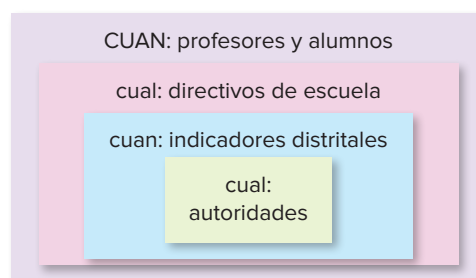 CUAN: profesores y alumnos
cual: directivos de escuela
cuan: indicadores distritales
cual:
autoridades